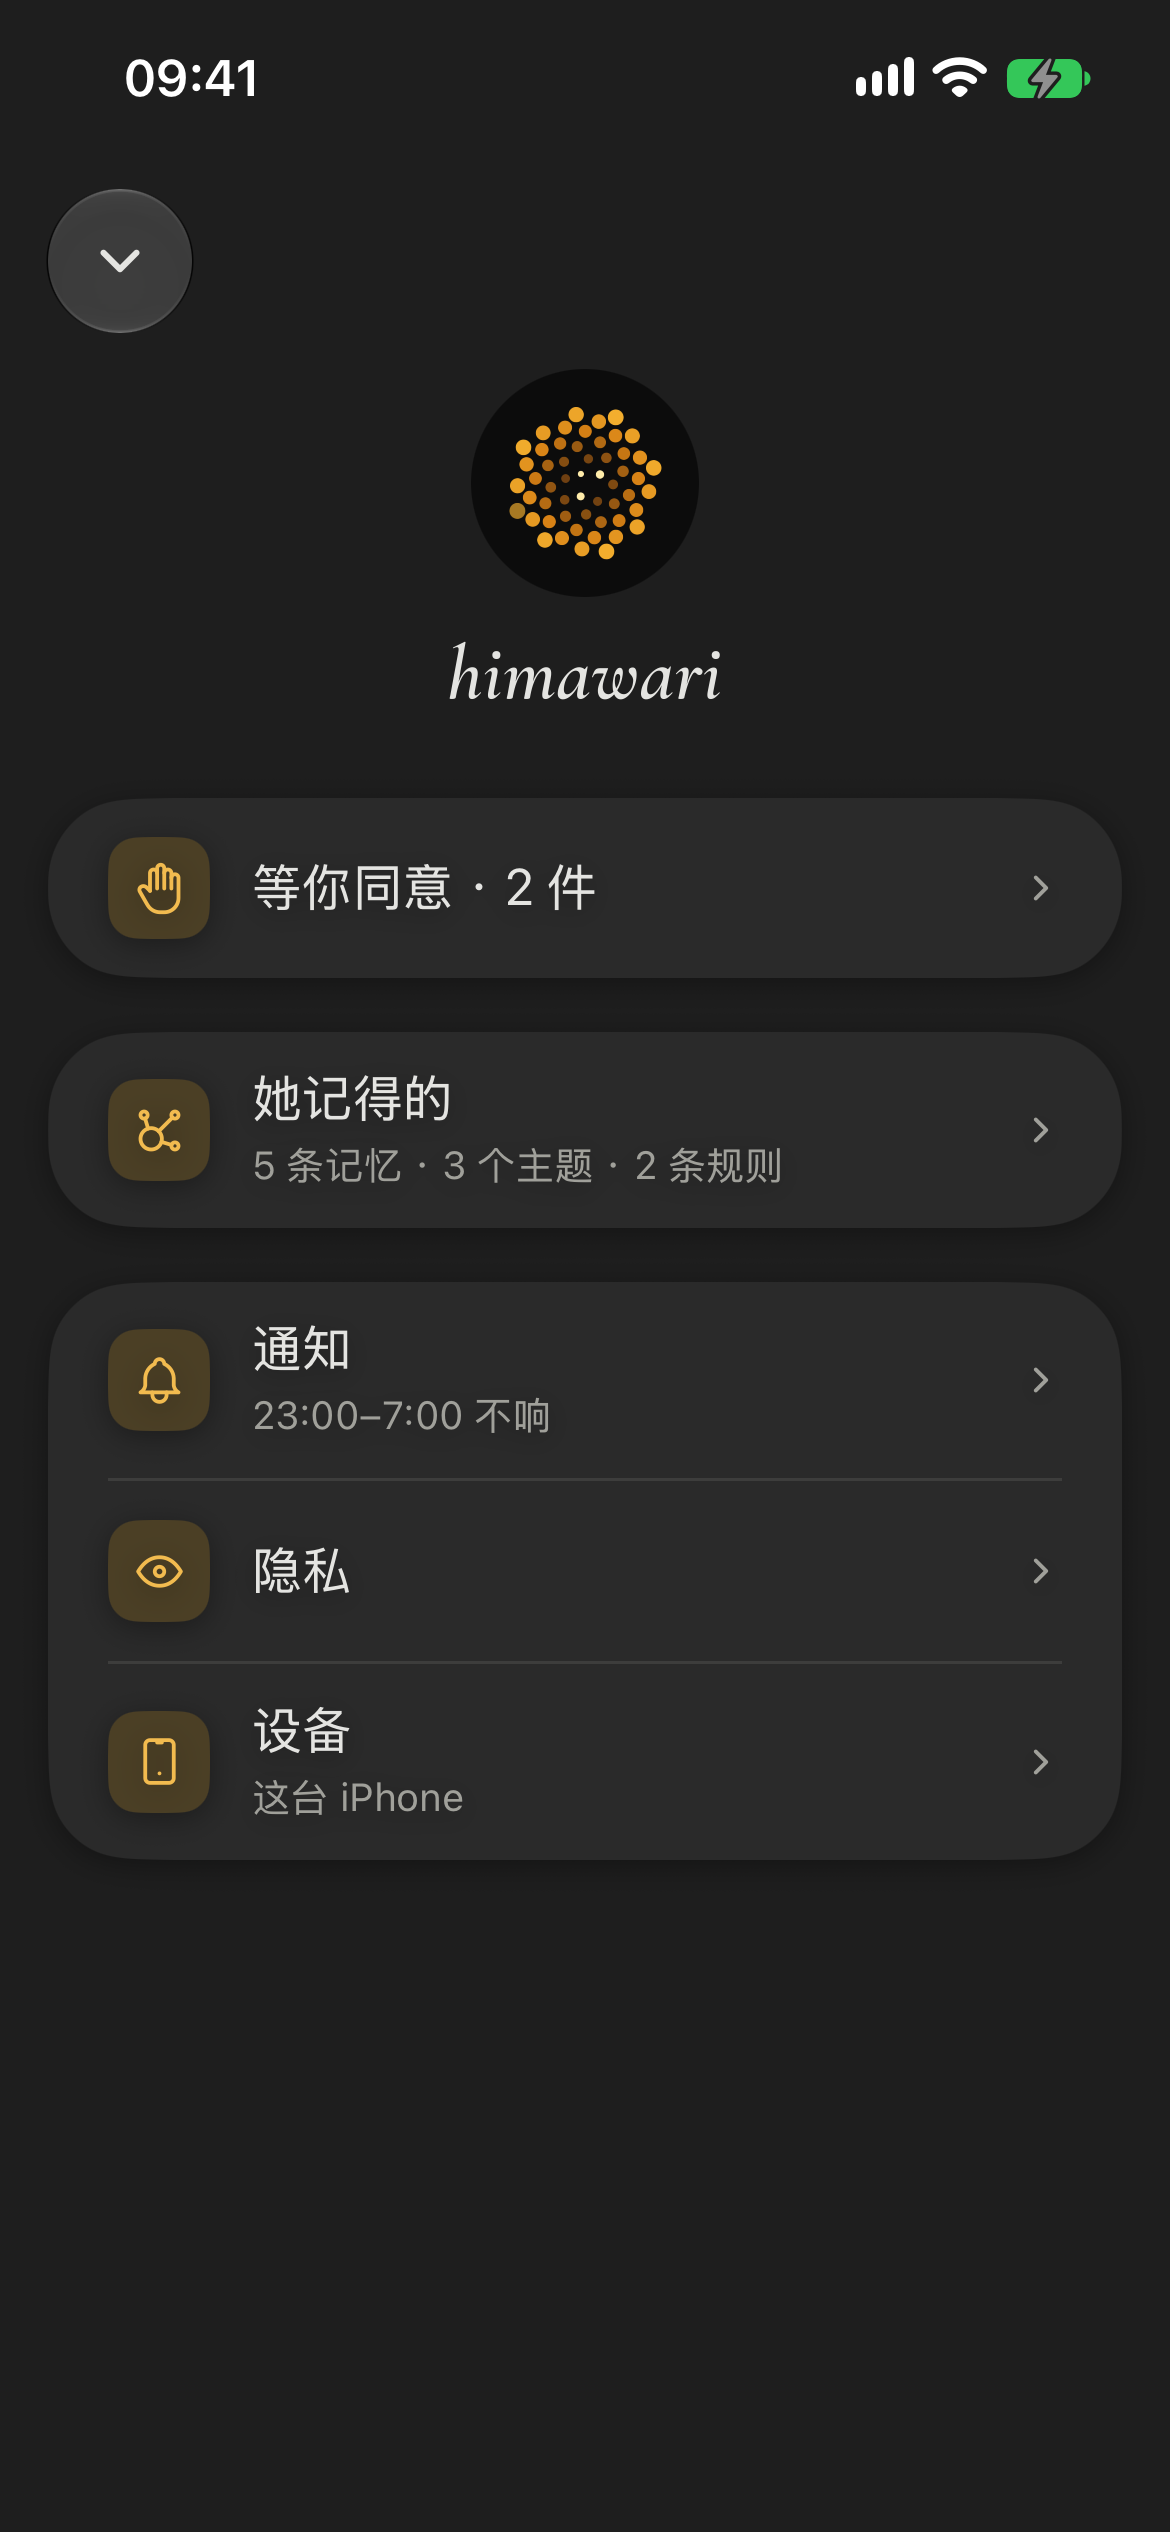 09:41
himawari
等你同意 · 2 件
她记得的
5 条记忆 · 3 个主题 · 2 条规则
通知
23:00–7:00 不响
隐私
设备
这台 iPhone